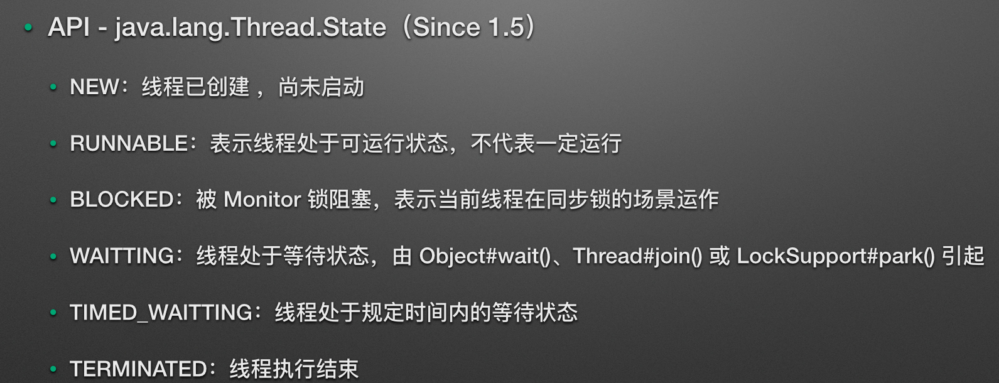 API - java.lang.Thread.State（Since 1.5）
NEW：线程已创建 ，尚未启动
RUNNABLE：表示线程处于可运行状态，不代表一定运行
BLOCKED：被 Monitor 锁阻塞，表示当前线程在同步锁的场景运作
WAITTING：线程处于等待状态，由 Object#wait()、Thread#join() 或 LockSupport#park() 引起
TIMED_WAITTING：线程处于规定时间内的等待状态
TERMINATED：线程执行结束